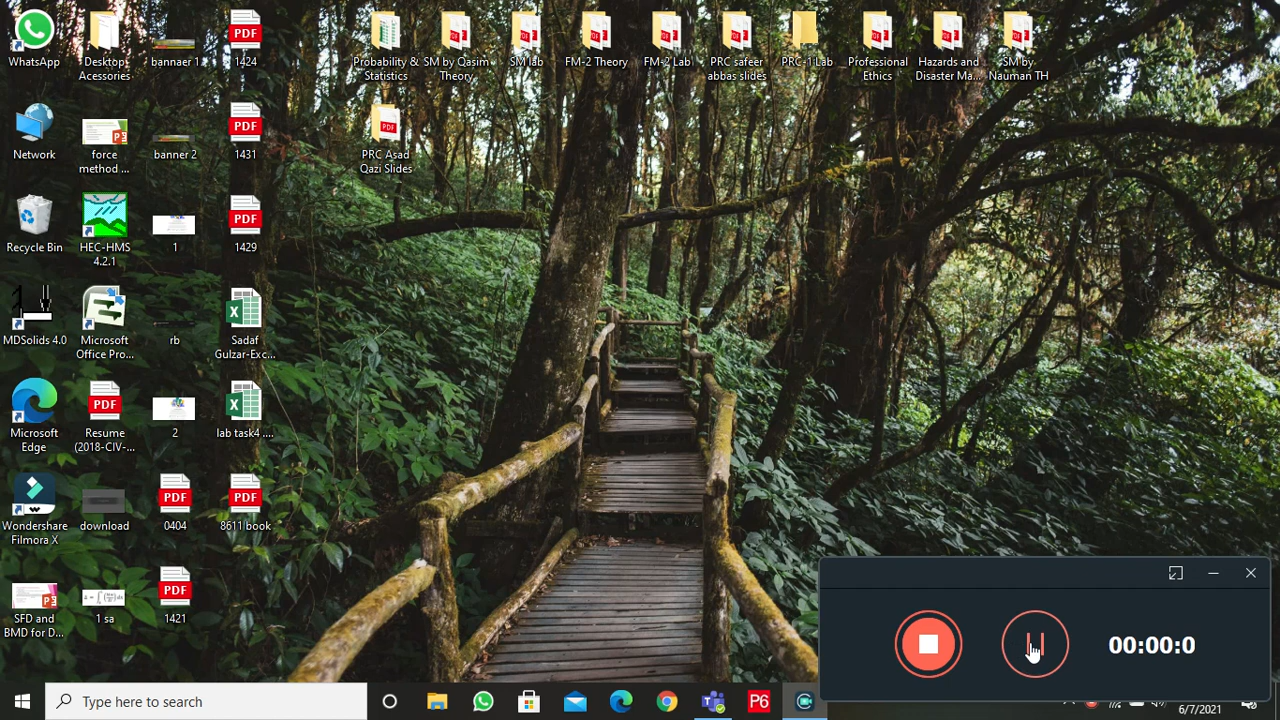 WhatsApp
Desktop
Acessories
bannaer 1
PDF
1424
Probability &
Statistics
SM by Qasim
Theory
SM lab
FM-2 Theory
FM-2 Lab
PRC safeer
abbas slides
PRC-1 Lab
Professional
Ethics
Hazards and
Disaster Ma...
SM by
Nauman TH
Network
force
method ...
banner 2
PDF
1431
PDF
PRC Asad
Qazi Slides
Recycle Bin
HEC-HMS
4.2.1
1
PDF
1429
MDSolids 4.0
Microsoft
Office Pro...
rb
Sadaf
Gulzar-Exc...
Microsoft
Edge
PDF
Resume
(2018-CIV-...
2
lab task4 ....
Wondershare
Filmora X
download
PDF
0404
PDF
8611 book
SFD and
BMD for D...
1 sa
PDF
1421
00:00:0
Type here to search
P6
6/7/2021